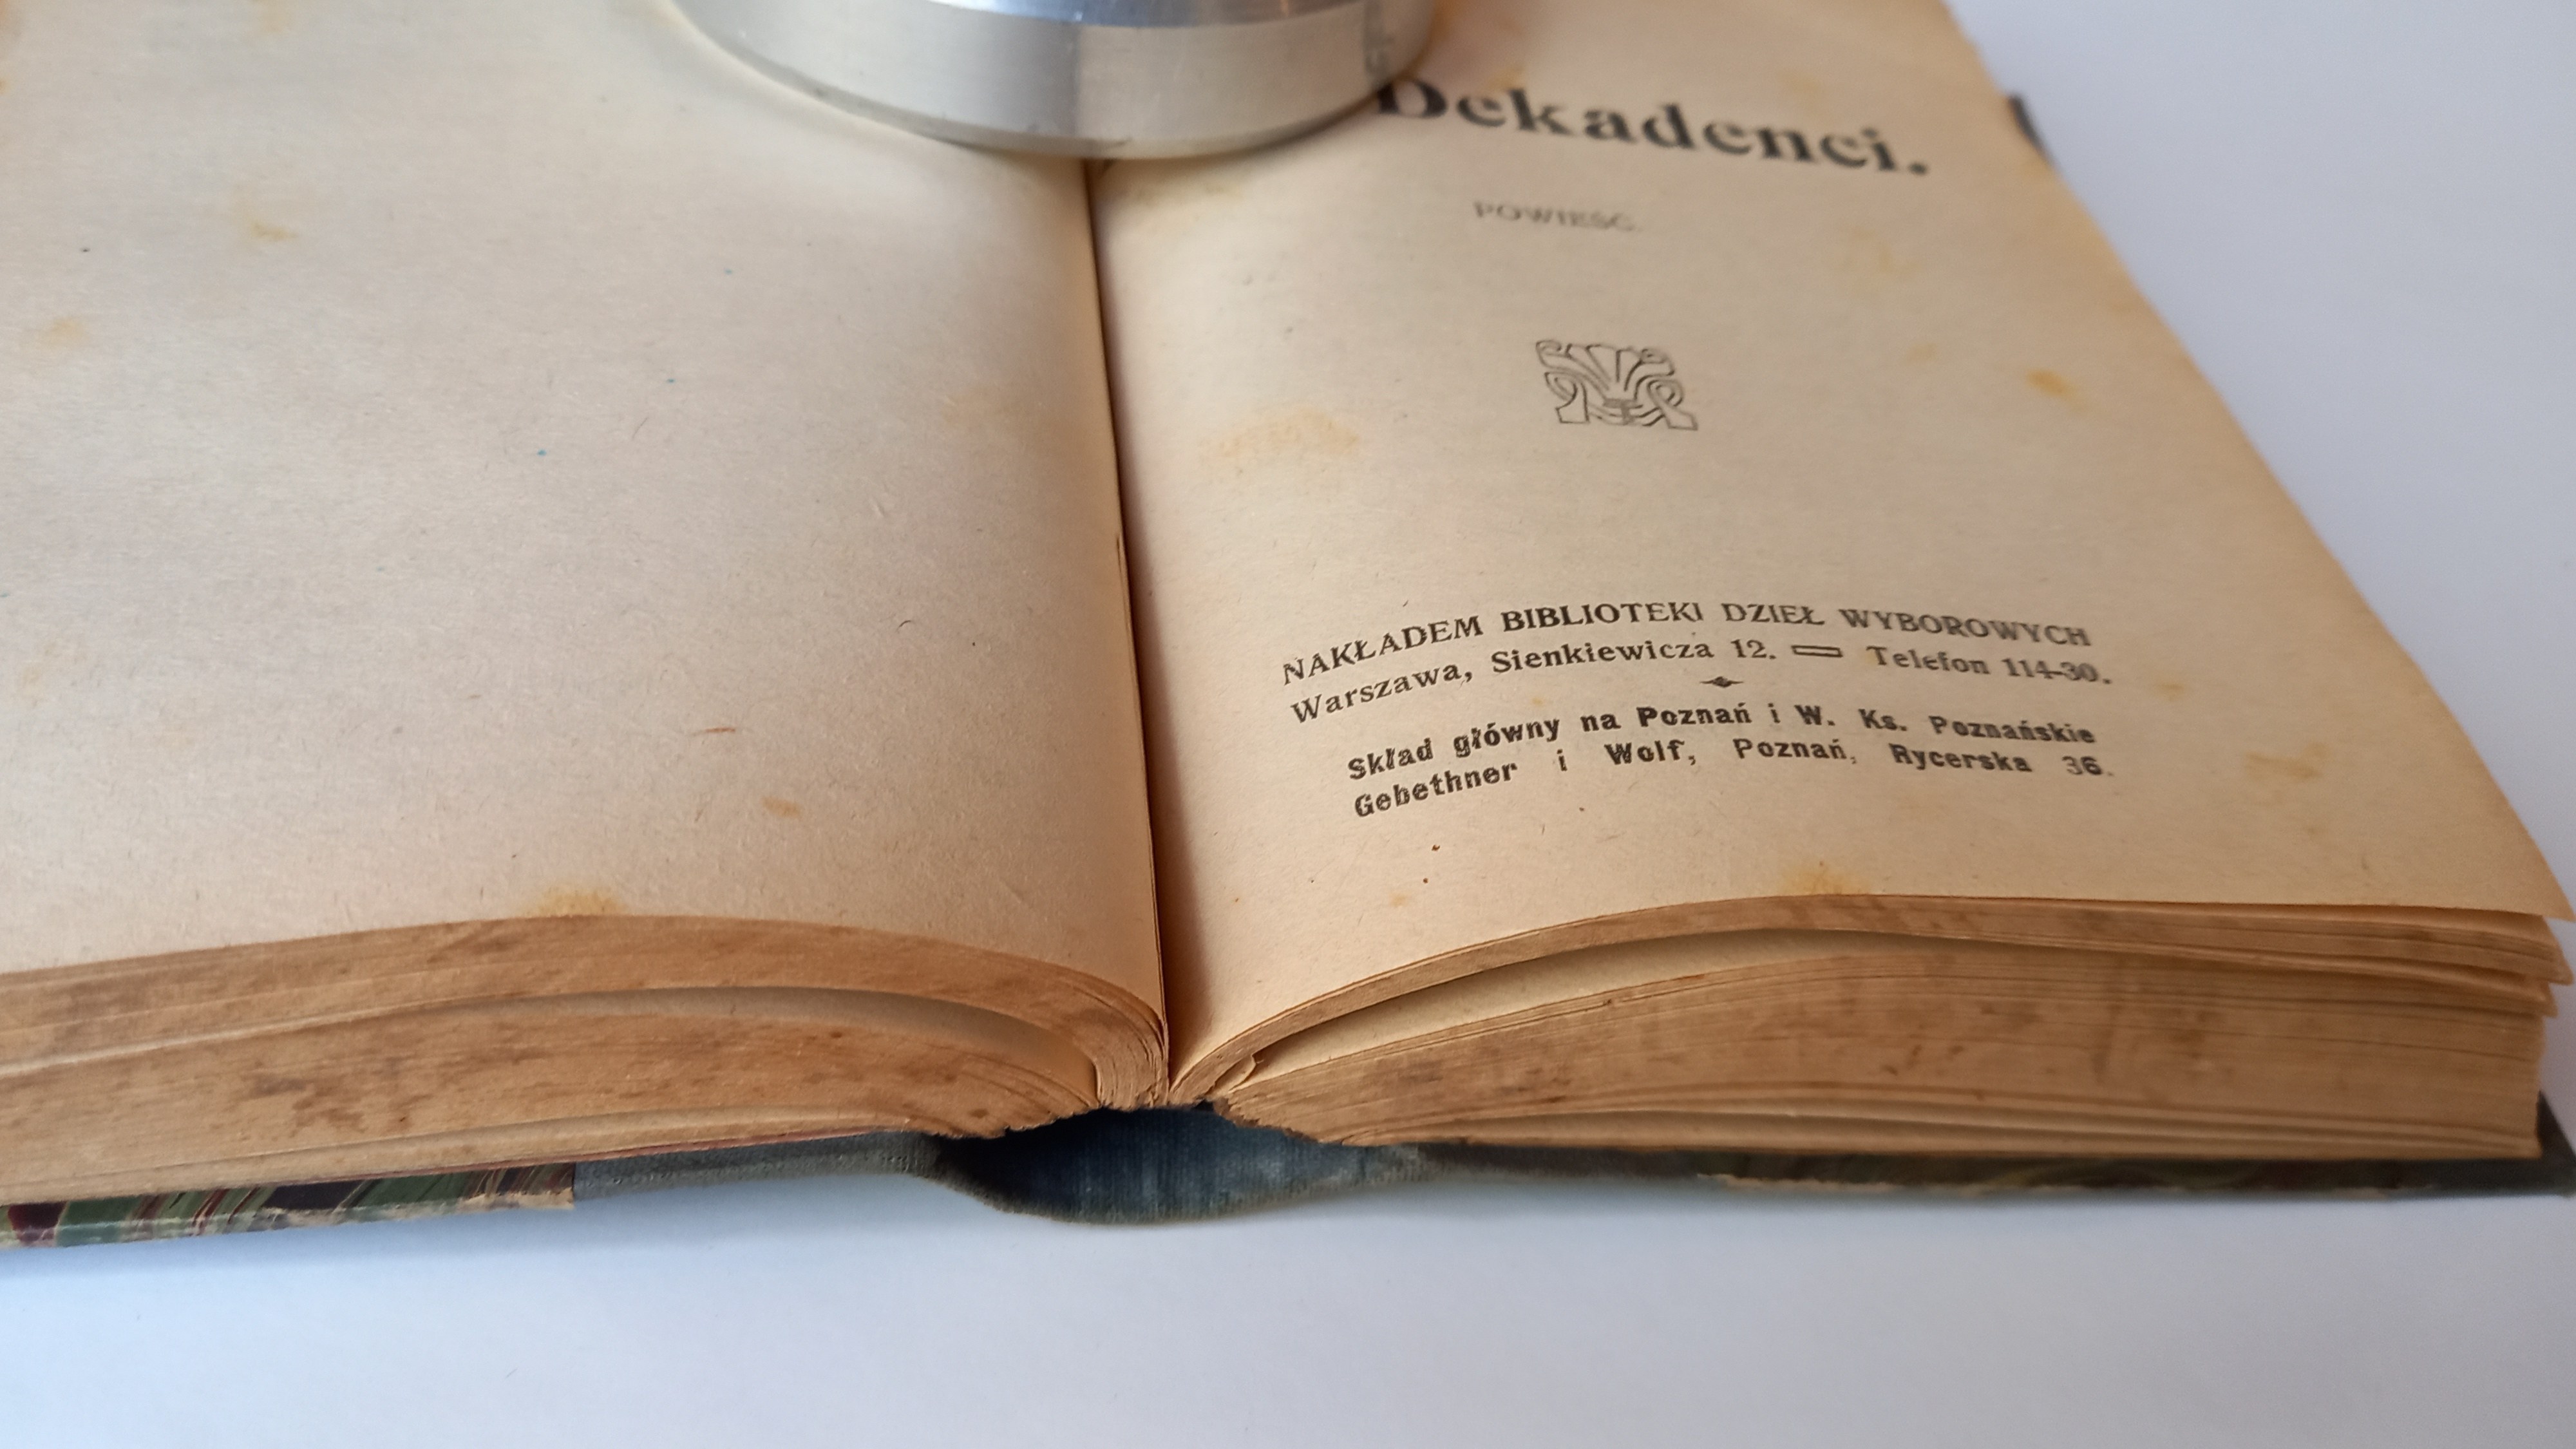 Dekadenci.
POWIEŚĆ.
NAKŁADEM BIBLIOTEKI DZIEŁ WYBOROWYCH
Warszawa, Sienkiewicza 12. Telefon 114-30.
Skład główny na Poznań i W. Ks. Poznańskie
Gebethner i Wolf, Poznań, Rycerska 36.